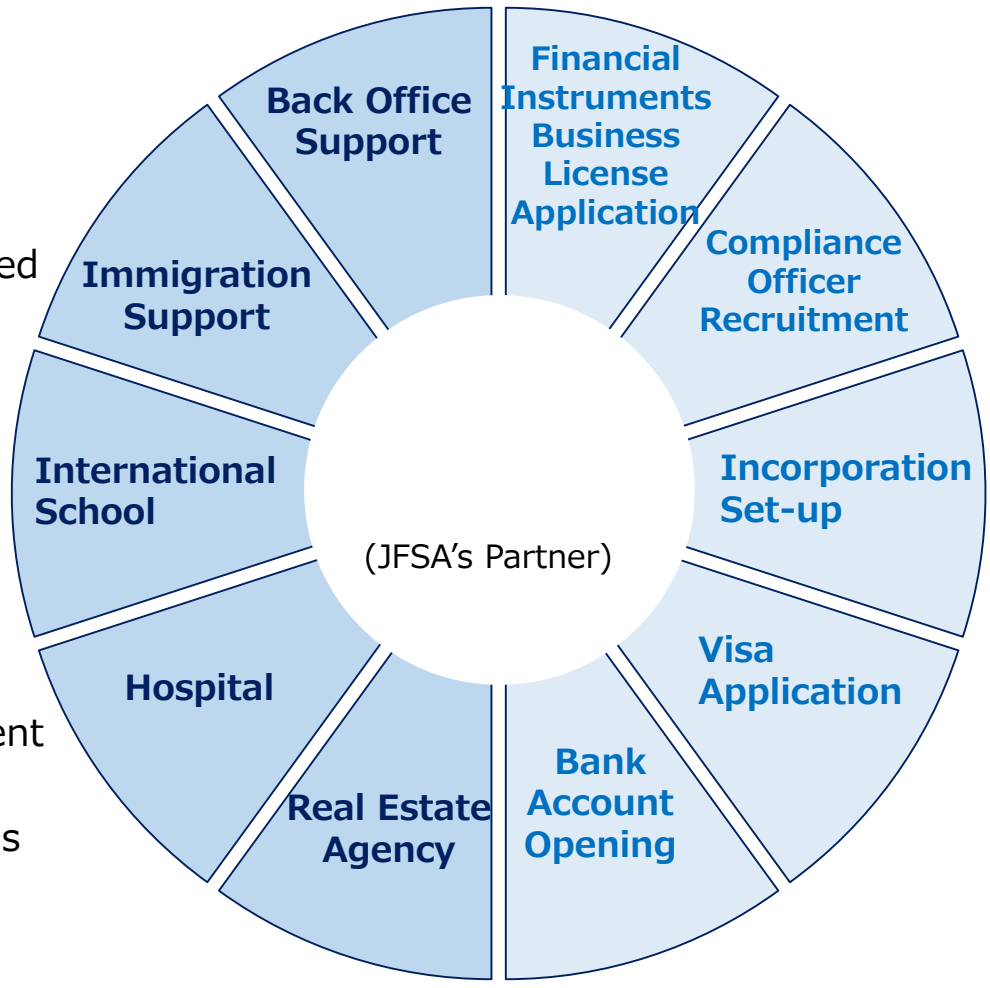 Financial
Instruments
Business
License
Application
Compliance
Officer
Recruitment
Incorporation
Set-up
Visa
Application
Bank
Account
Opening
Real Estate
Agency
Hospital
International
School
Immigration
Support
Back Office
Support
(JFSA’s Partner)
ed
ent
s